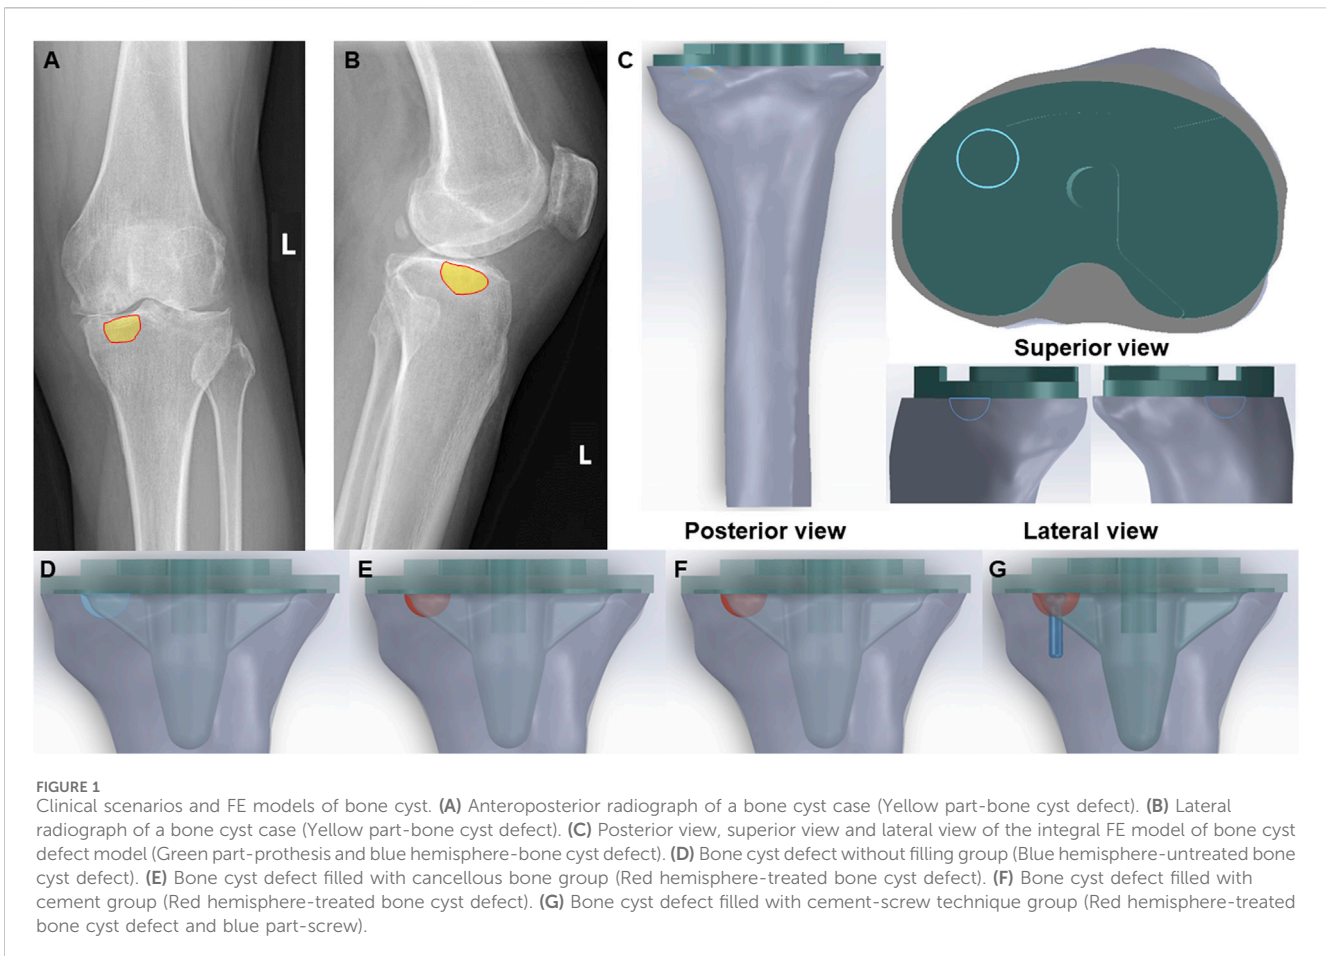 A
B
C
L
L
Superior view
Posterior view
Lateral view
D
E
F
G
FIGURE 1
Clinical scenarios and FE models of bone cyst. (A) Anteroposterior radiograph of a bone cyst case (Yellow part-bone cyst defect). (B) Lateral
radiograph of a bone cyst case (Yellow part-bone cyst defect). (C) Posterior view, superior view and lateral view of the integral FE model of bone cyst
defect model (Green part-prothesis and blue hemisphere-bone cyst defect). (D) Bone cyst defect without filling group (Blue hemisphere-untreated bone
cyst defect). (E) Bone cyst defect filled with cancellous bone group (Red hemisphere-treated bone cyst defect). (F) Bone cyst defect filled with
cement group (Red hemisphere-treated bone cyst defect). (G) Bone cyst defect filled with cement-screw technique group (Red hemisphere-treated
bone cyst defect and blue part-screw).